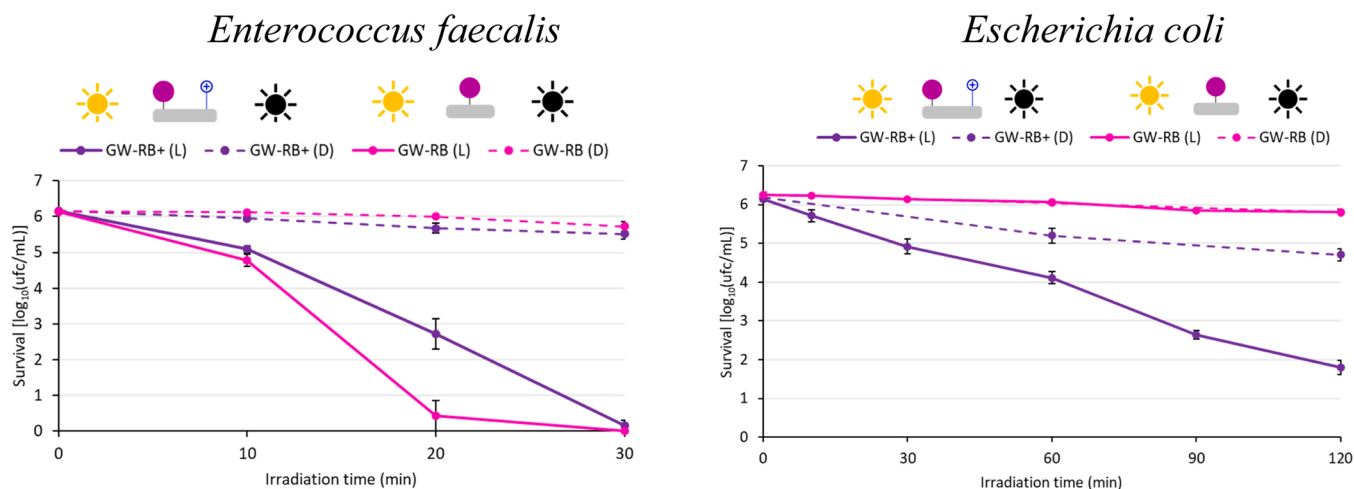 Enterococcus faecalis
GW-RB+ (L) GW-RB+ (D) GW-RB (L) GW-RB (D)
Survival [log10(ufc/mL)]
7
6
5
4
3
2
1
0
0 10 20 30
Irradiation time (min)
Escherichia coli
GW-RB+ (L) GW-RB+ (D) GW-RB (L) GW-RB (D)
Survival [log10(ufc/mL)]
7
6
5
4
3
2
1
0
0 30 60 90 120
Irradiation time (min)